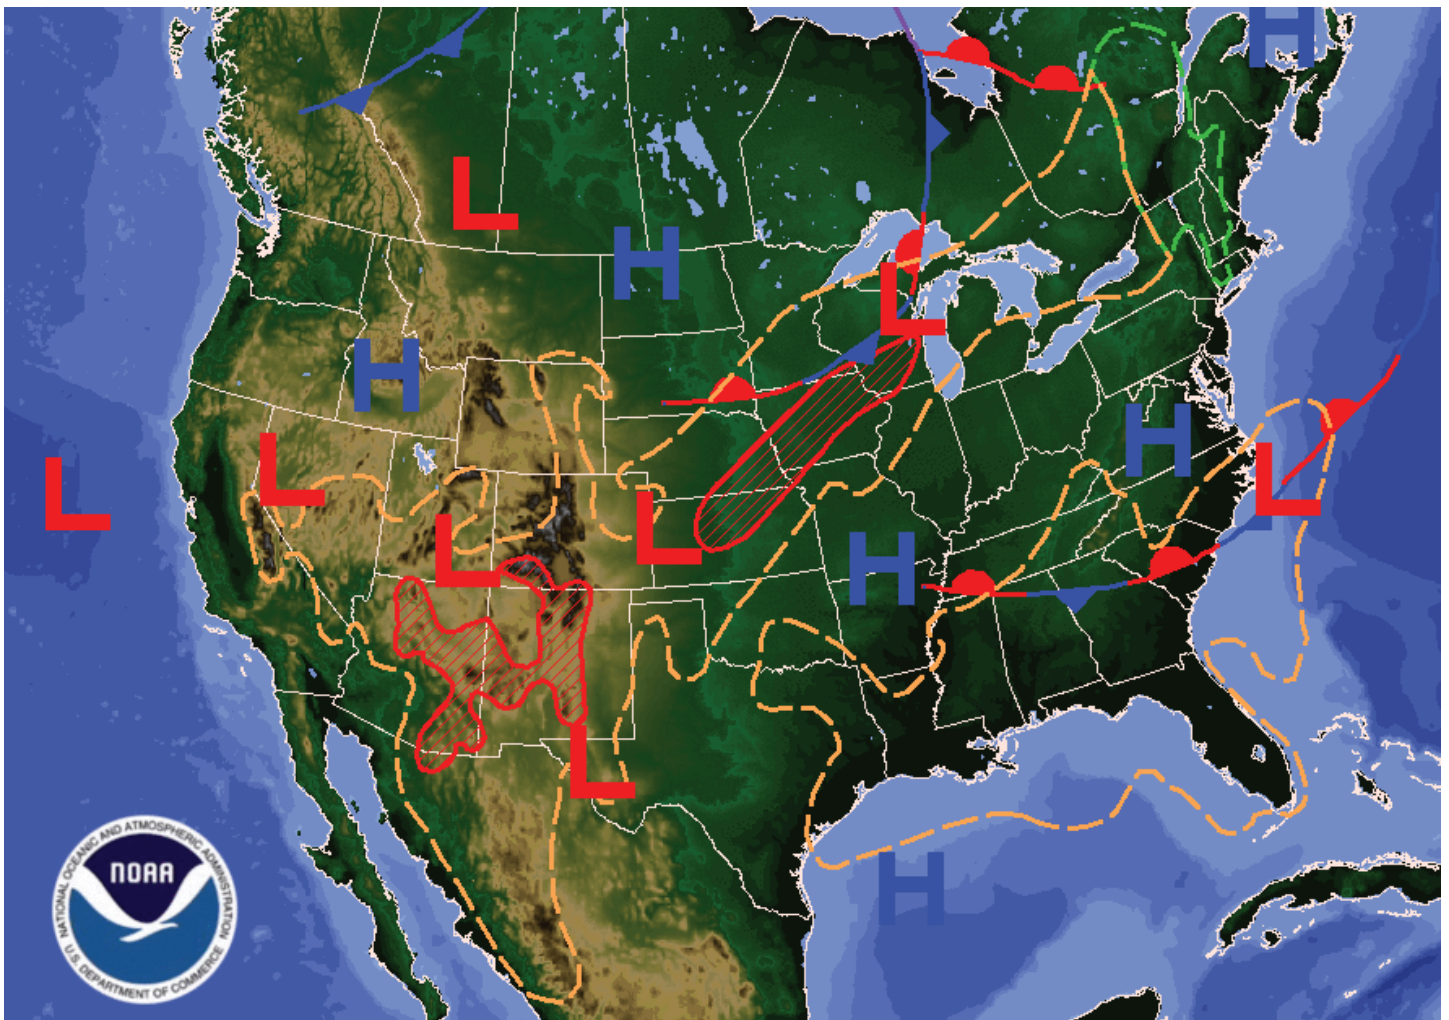 H
L
H
L
H
L
H
L
L
L
L
H
L
H
L
H
NOAA
NATIONAL OCEANIC AND ATMOSPHERIC ADMINISTRATION
U.S. DEPARTMENT OF COMMERCE